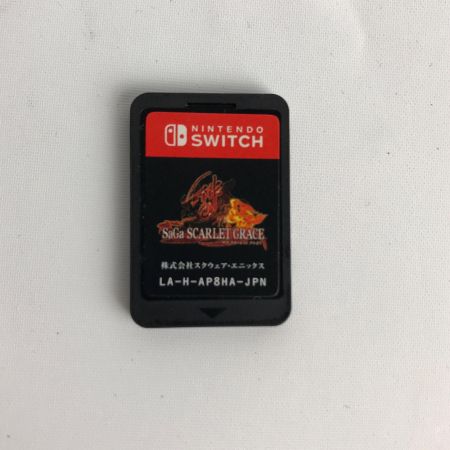 NINTENDO
SWITCH
SaGa SCARLET GRACE
株式会社スクウェア・エニックス
LA-H-AP8HA-JPN